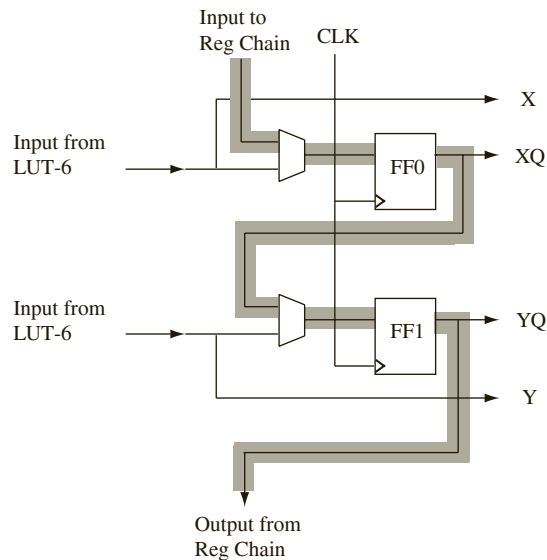 Input to
Reg Chain
CLK
X
Input from
LUT-6
FF0
XQ
Input from
LUT-6
FF1
YQ
Y
Output from
Reg Chain